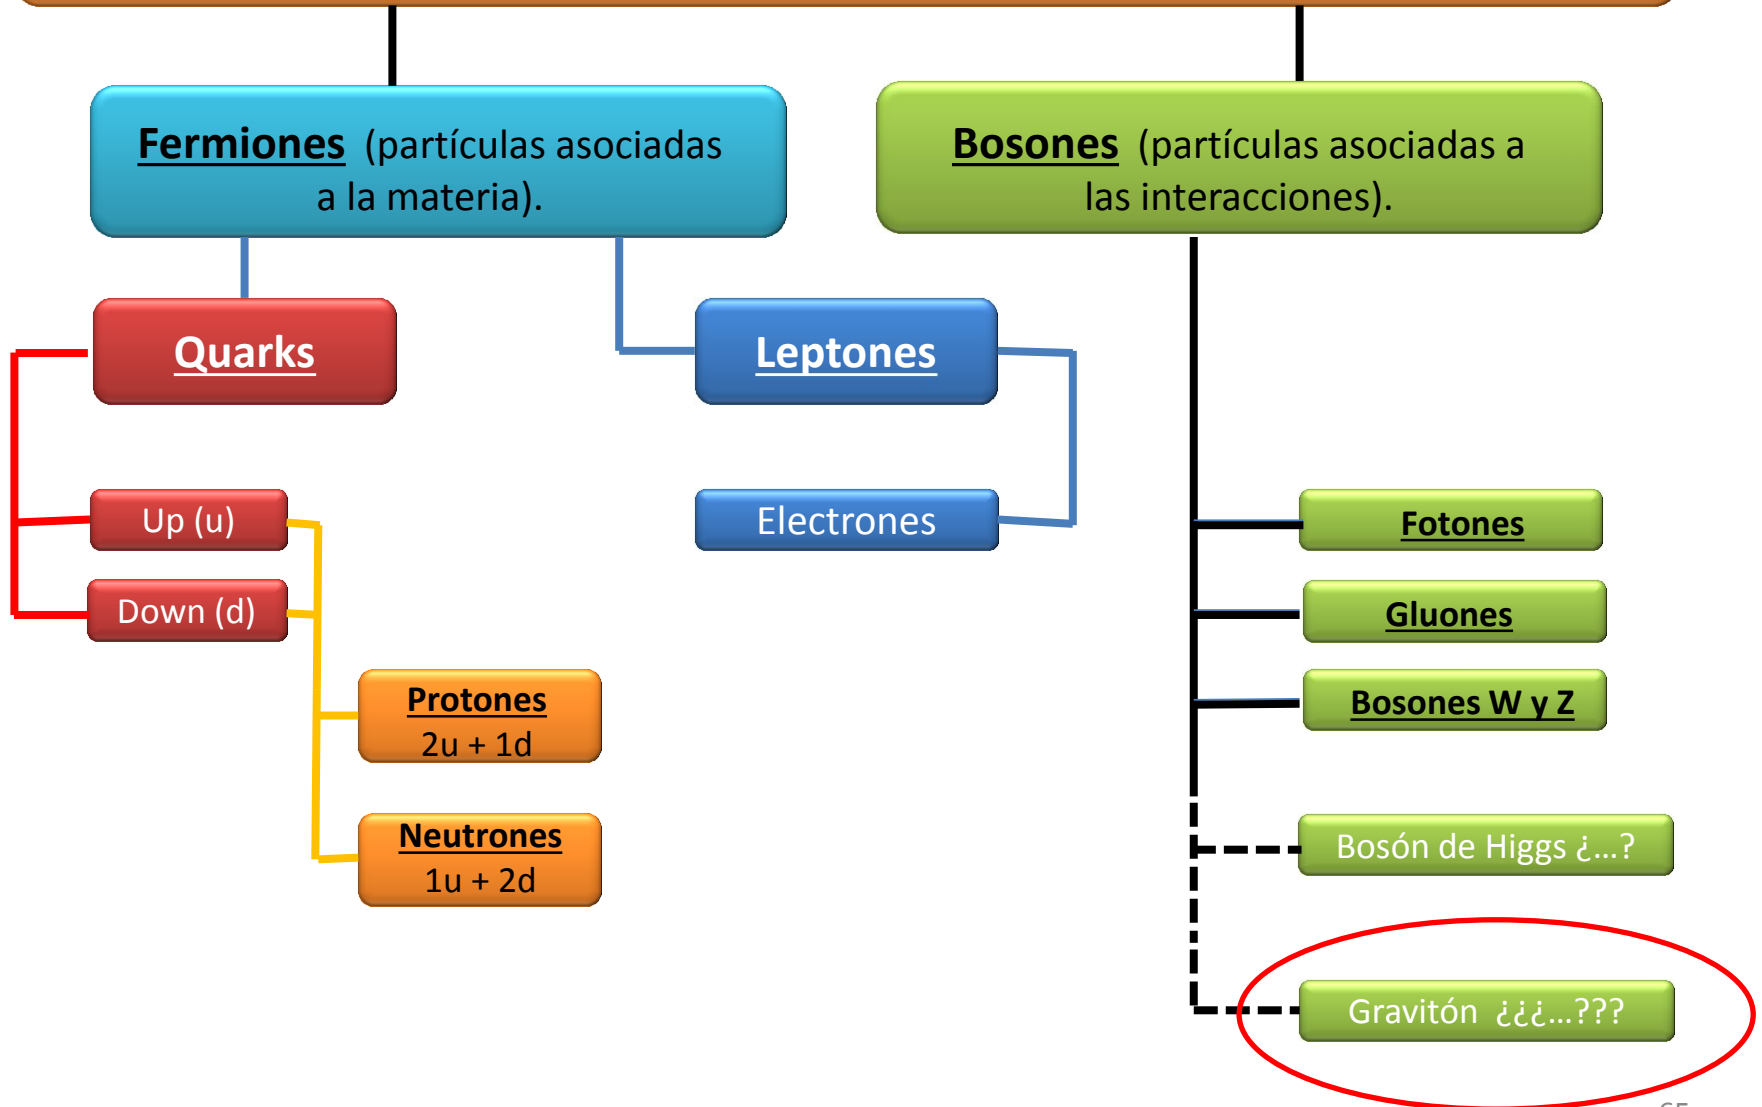 Fermiones (partículas asociadas
a la materia).
Bosones (partículas asociadas a
las interacciones).
Quarks
Leptones
Up (u)
Electrones
Fotones
Down (d)
Gluones
Protones
2u + 1d
Bosones W y Z
Neutrones
1u + 2d
Bosón de Higgs ¿...?
Gravitón ¿¿¿...???